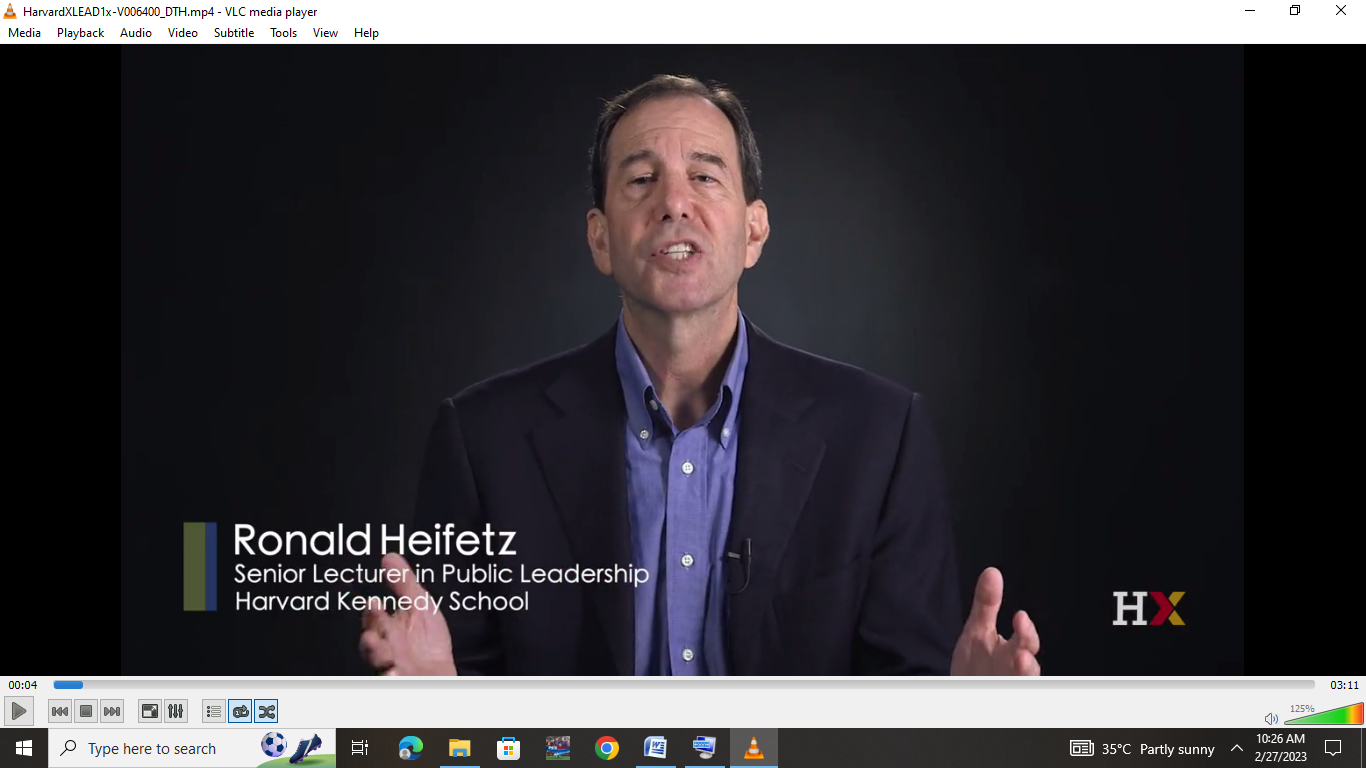 HarvardXLEAD1x-V006400_DTH.mp4 - VLC media player
Media Playback Audio Video Subtitle Tools View Help
Ronald Heifetz
Senior Lecturer in Public Leadership
Harvard Kennedy School
HX
00:04
03:11
125%
Type here to search
35°C Partly sunny
10:26 AM
2/27/2023